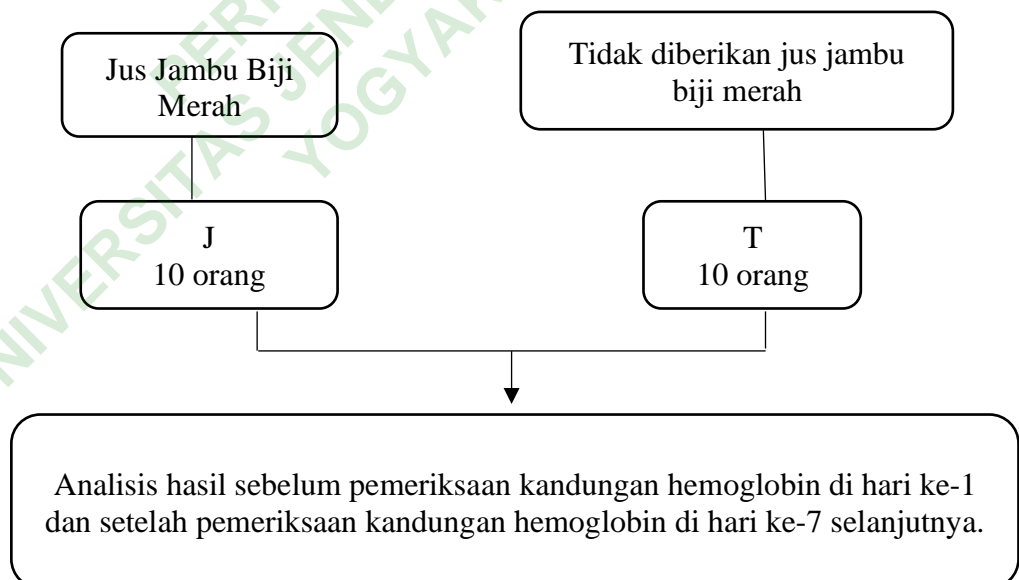 Jus Jambu Biji
Merah
Tidak diberikan jus jambu
biji merah
J
10 orang
T
10 orang
Analisis hasil sebelum pemeriksaan kandungan hemoglobin di hari ke-1
dan setelah pemeriksaan kandungan hemoglobin di hari ke-7 selanjutnya.